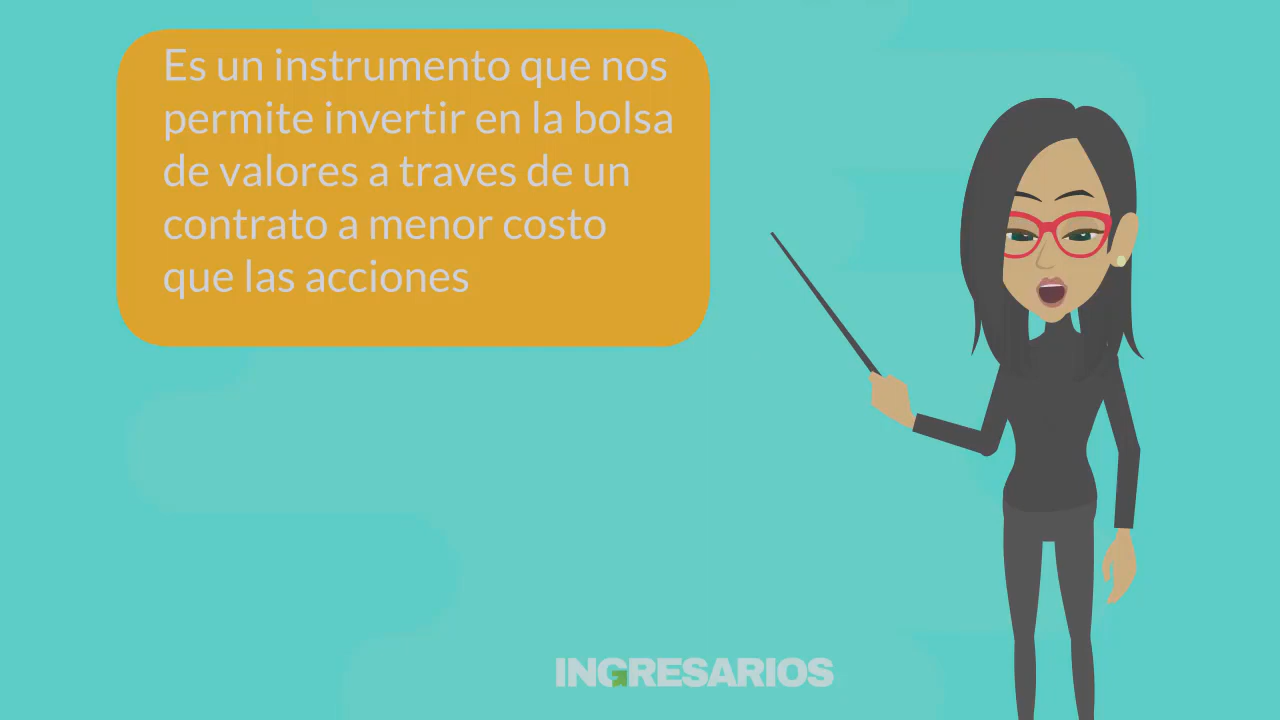 Es un instrumento que nos
permite invertir en la bolsa
de valores a traves de un
contrato a menor costo
que las acciones
INGRESARIOS